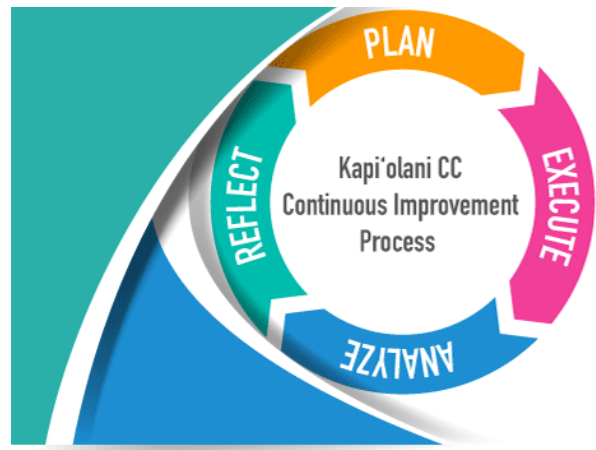 PLAN
EXECUTE
ANALYZE
REFLECT
Kapi‘olani CC
Continuous Improvement
Process